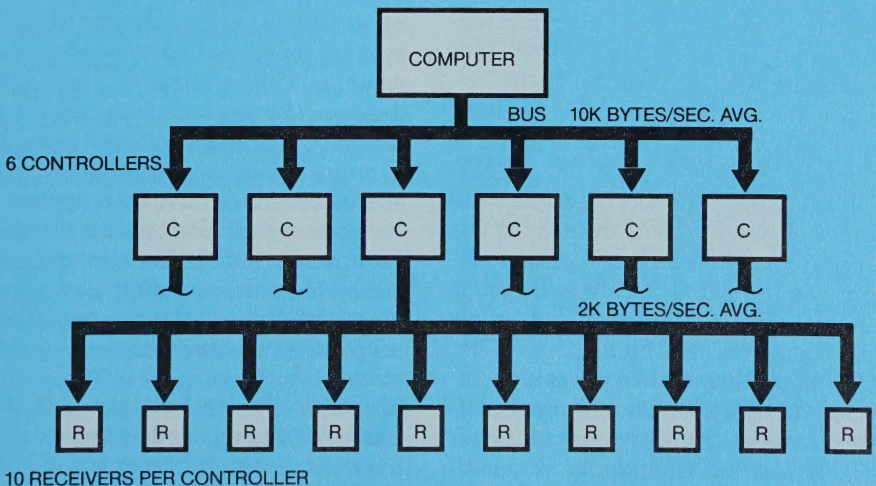 COMPUTER
BUS 10K BYTES/SEC. AVG.
6 CONTROLLERS
C C C C C C
2K BYTES/SEC. AVG.
R R R R R R R R R R
10 RECEIVERS PER CONTROLLER